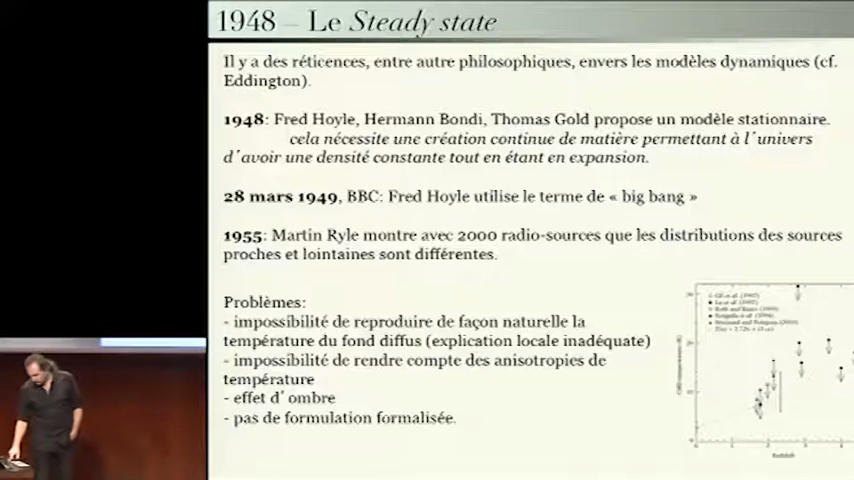 1948 – Le Steady state
Il y a des réticences, entre autre philosophiques, envers les modèles dynamiques (cf.
Eddington).
1948: Fred Hoyle, Hermann Bondi, Thomas Gold propose un modèle stationnaire.
cela nécessite une création continue de matière permettant à l'univers
d'avoir une densité constante tout en étant en expansion.
28 mars 1949, BBC: Fred Hoyle utilise le terme de « big bang »
1955: Martin Ryle montre avec 2000 radio-sources que les distributions des sources
proches et lointaines sont différentes.
Problèmes:
- impossibilité de reproduire de façon naturelle la
température du fond diffus (explication locale inadéquate)
- impossibilité de rendre compte des anisotropies de
température
- effet d'ombre
- pas de formulation formalisée.
Redshift